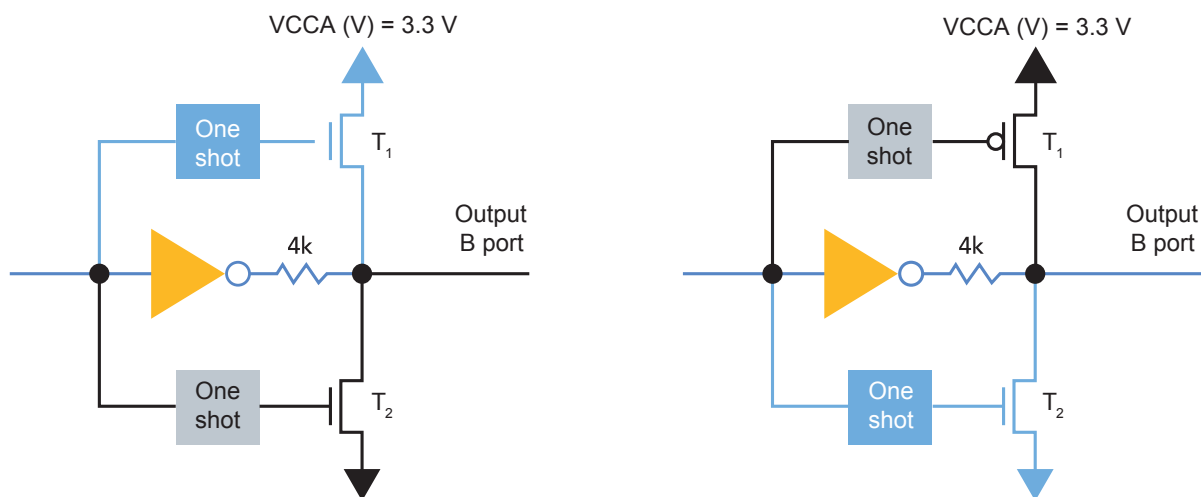 VCCA (V) = 3.3 V
One
shot
T1
Output
B port
4k
One
shot
T2
VCCA (V) = 3.3 V
One
shot
T1
Output
B port
4k
One
shot
T2